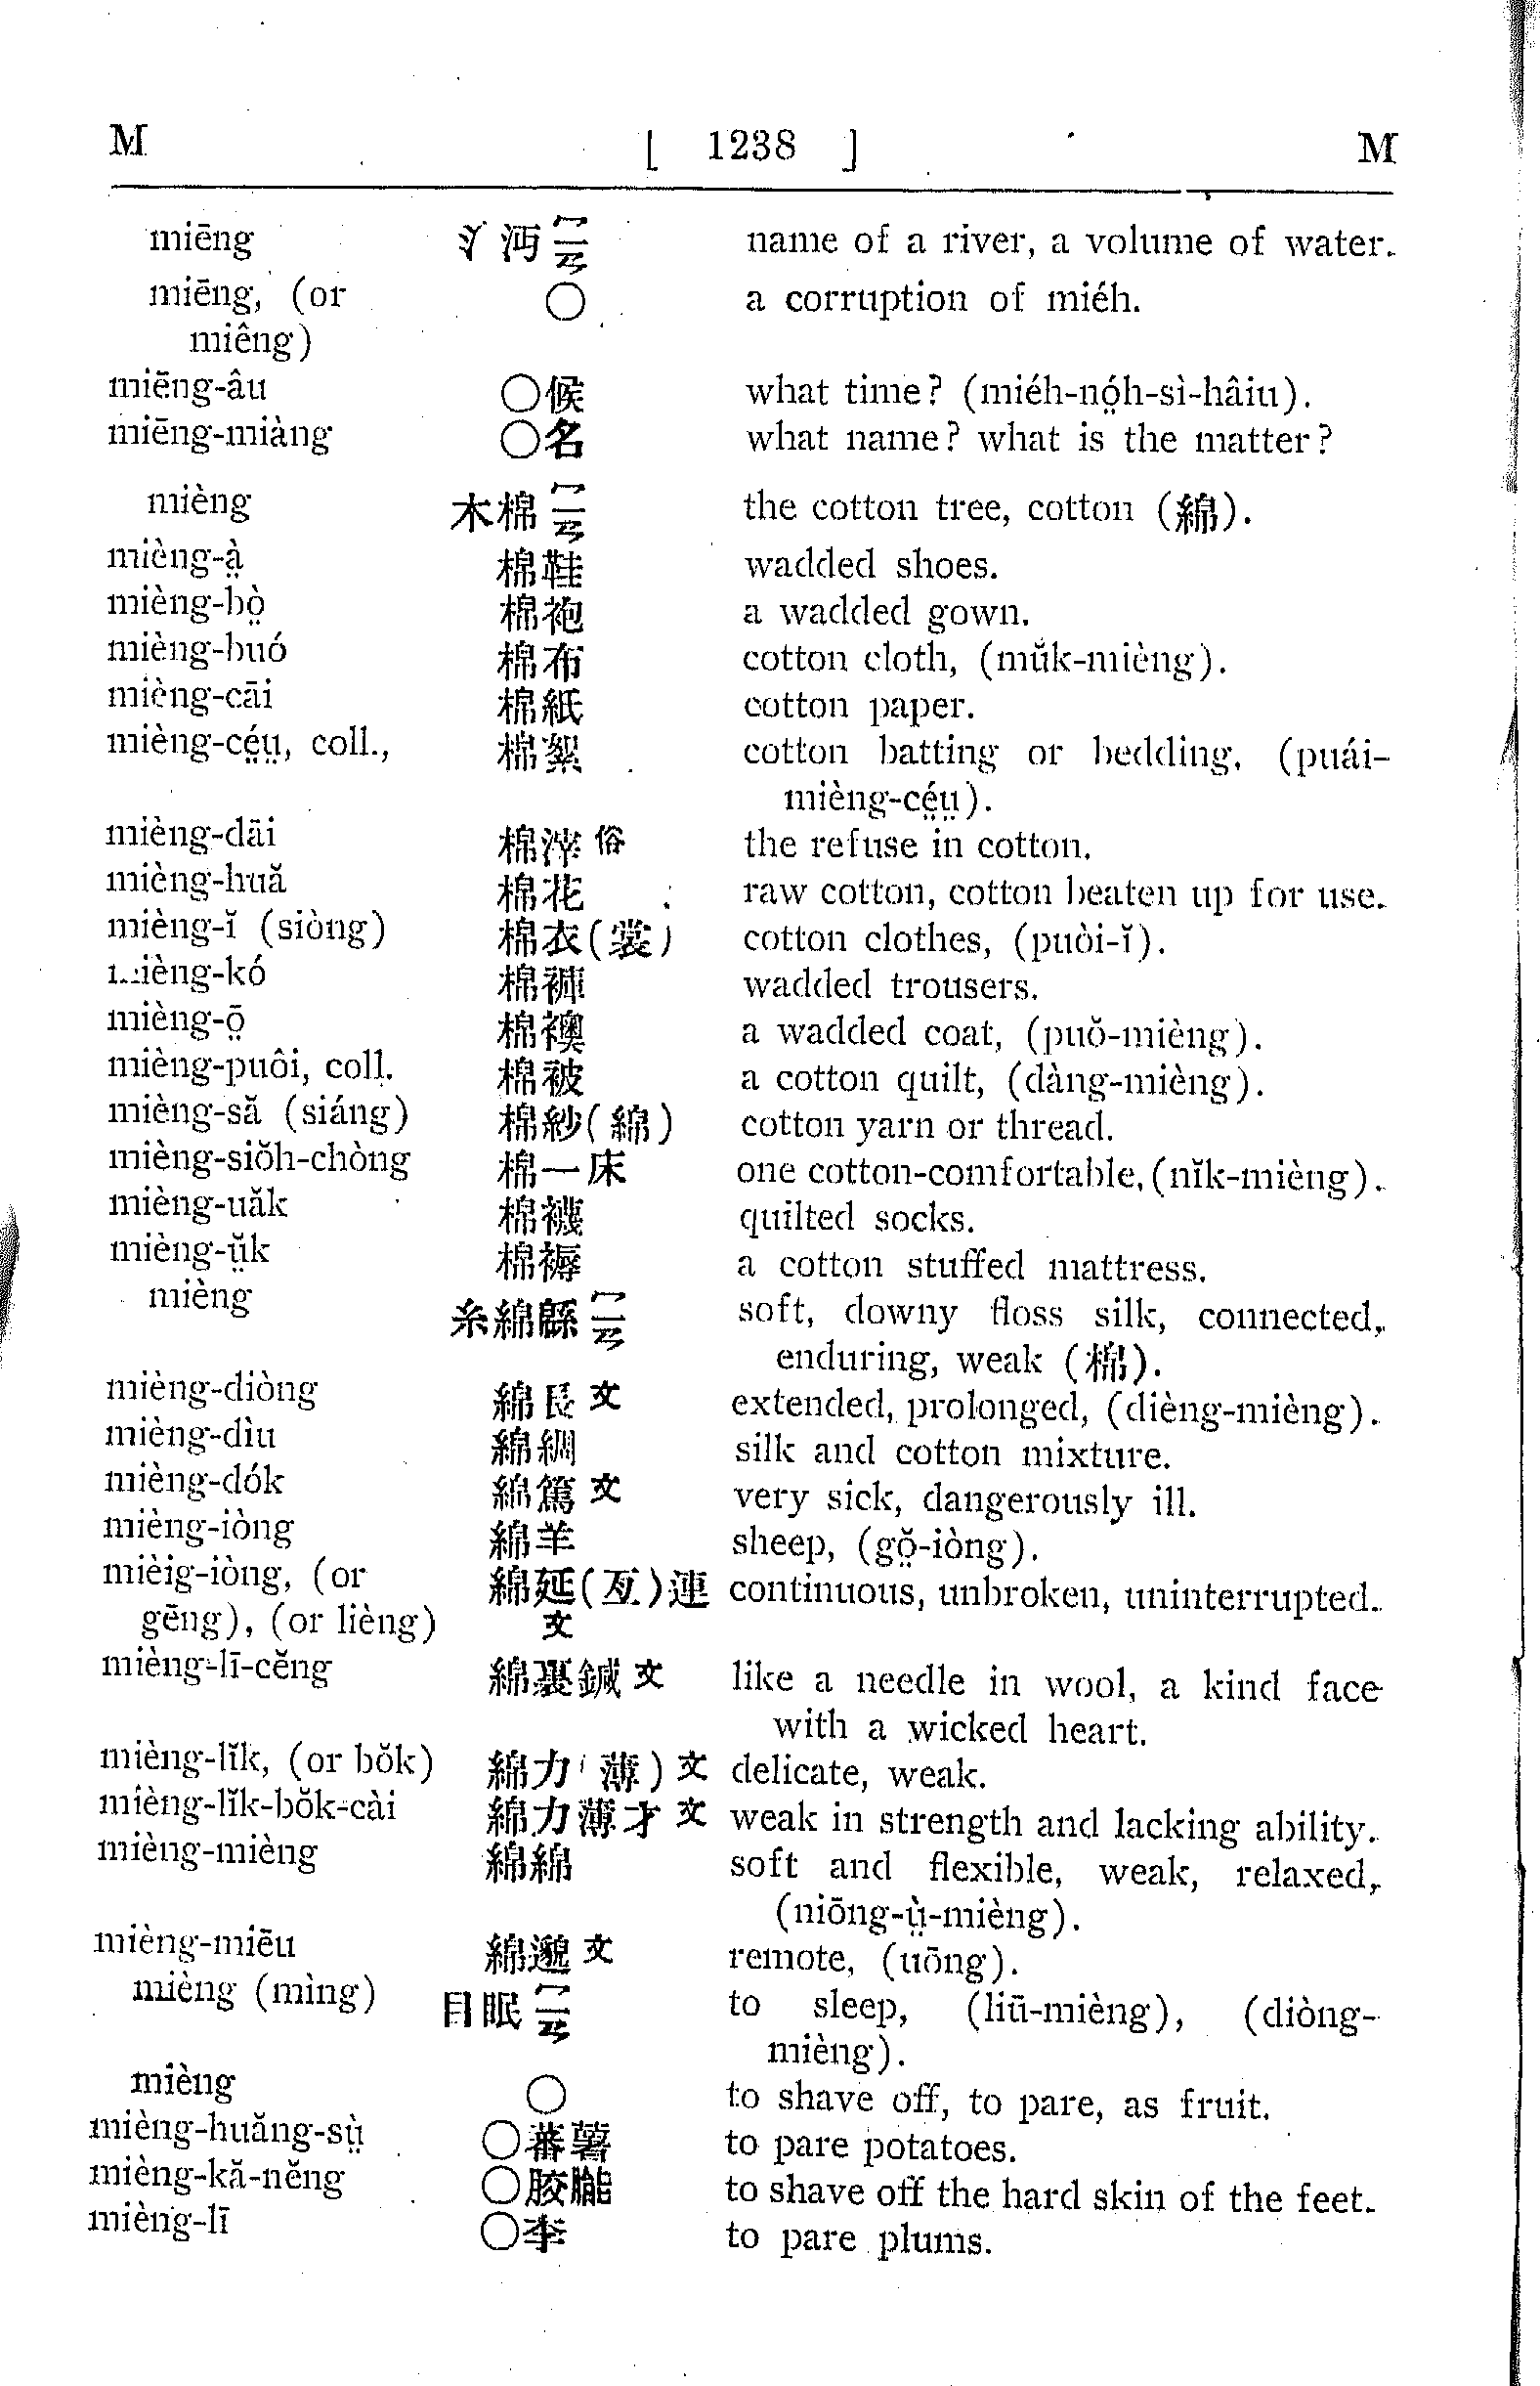 M [ 1238 ] M
miēng 氵沔 ㄇㄧㄢ name of a river, a volume of water.
miēng, (or ○ a corruption of miéh.
miêng)
miēng-âu ○候 what time? (miéh-nó̤h-sì-hâiu).
miēng-miàng ○名 what name? what is the matter?
mièng 木棉 ㄇㄧㄢ the cotton tree, cotton (綿).
mièng-à̤ 棉鞋 wadded shoes.
mièng-bò̤ 棉袍 a wadded gown.
mièng-buó 棉布 cotton cloth, (mŭk-mièng).
mièng-cāi 棉紙 cotton paper.
mièng-cé̤ṳ, coll., 棉絮 cotton batting or bedding, (puái-
mièng-cé̤ṳ).
mièng-dāi 棉滓俗 the refuse in cotton.
mièng-huă 棉花 raw cotton, cotton beaten up for use.
mièng-ĭ (siòng) 棉衣(裳) cotton clothes, (puòi-ĭ).
mièng-kó 棉褲 wadded trousers.
mièng-ō̤ 棉襖 a wadded coat, (puŏ-mièng).
mièng-puôi, coll. 棉被 a cotton quilt, (dàng-mièng).
mièng-să (siáng) 棉紗(綿) cotton yarn or thread.
mièng-siŏh-chòng 棉一床 one cotton-comfortable, (nĭk-mièng).
mièng-uăk 棉襪 quilted socks.
mièng-ṳ̆k 棉褥 a cotton stuffed mattress.
mièng 糸綿緜 ㄇㄧㄢ soft, downy floss silk, connected,
enduring, weak (棉).
mièng-diòng 綿長文 extended, prolonged, (dièng-mièng).
mièng-dìu 綿綢 silk and cotton mixture.
mièng-dók 綿篤文 very sick, dangerously ill.
mièng-iòng 綿羊 sheep, (gŏ̤-iòng).
mièig-iòng, (or 綿延(亙)連 continuous, unbroken, uninterrupted.
gēng), (or lièng) 文
mièng-lī-cĕng 綿裏鍼文 like a needle in wool, a kind face
with a wicked heart.
mièng-lĭk, (or bŏk) 綿力(薄)文 delicate, weak.
mièng-lĭk-bŏk-cài 綿力薄才文 weak in strength and lacking ability.
mièng-mièng 綿綿 soft and flexible, weak, relaxed,
(niōng-ṳ̀-mièng).
mièng-miēu 綿邈文 remote, (uōng).
mièng (mìng) 目眠 ㄇㄧㄢ to sleep, (liū-mièng), (diòng-
mièng).
mièng ○ to shave off, to pare, as fruit.
mièng-huăng-sṳ̀ ○蕃薯 to pare potatoes.
mièng-kă-nĕng ○骹䏰 to shave off the hard skin of the feet.
mièng-lī ○李 to pare plums.